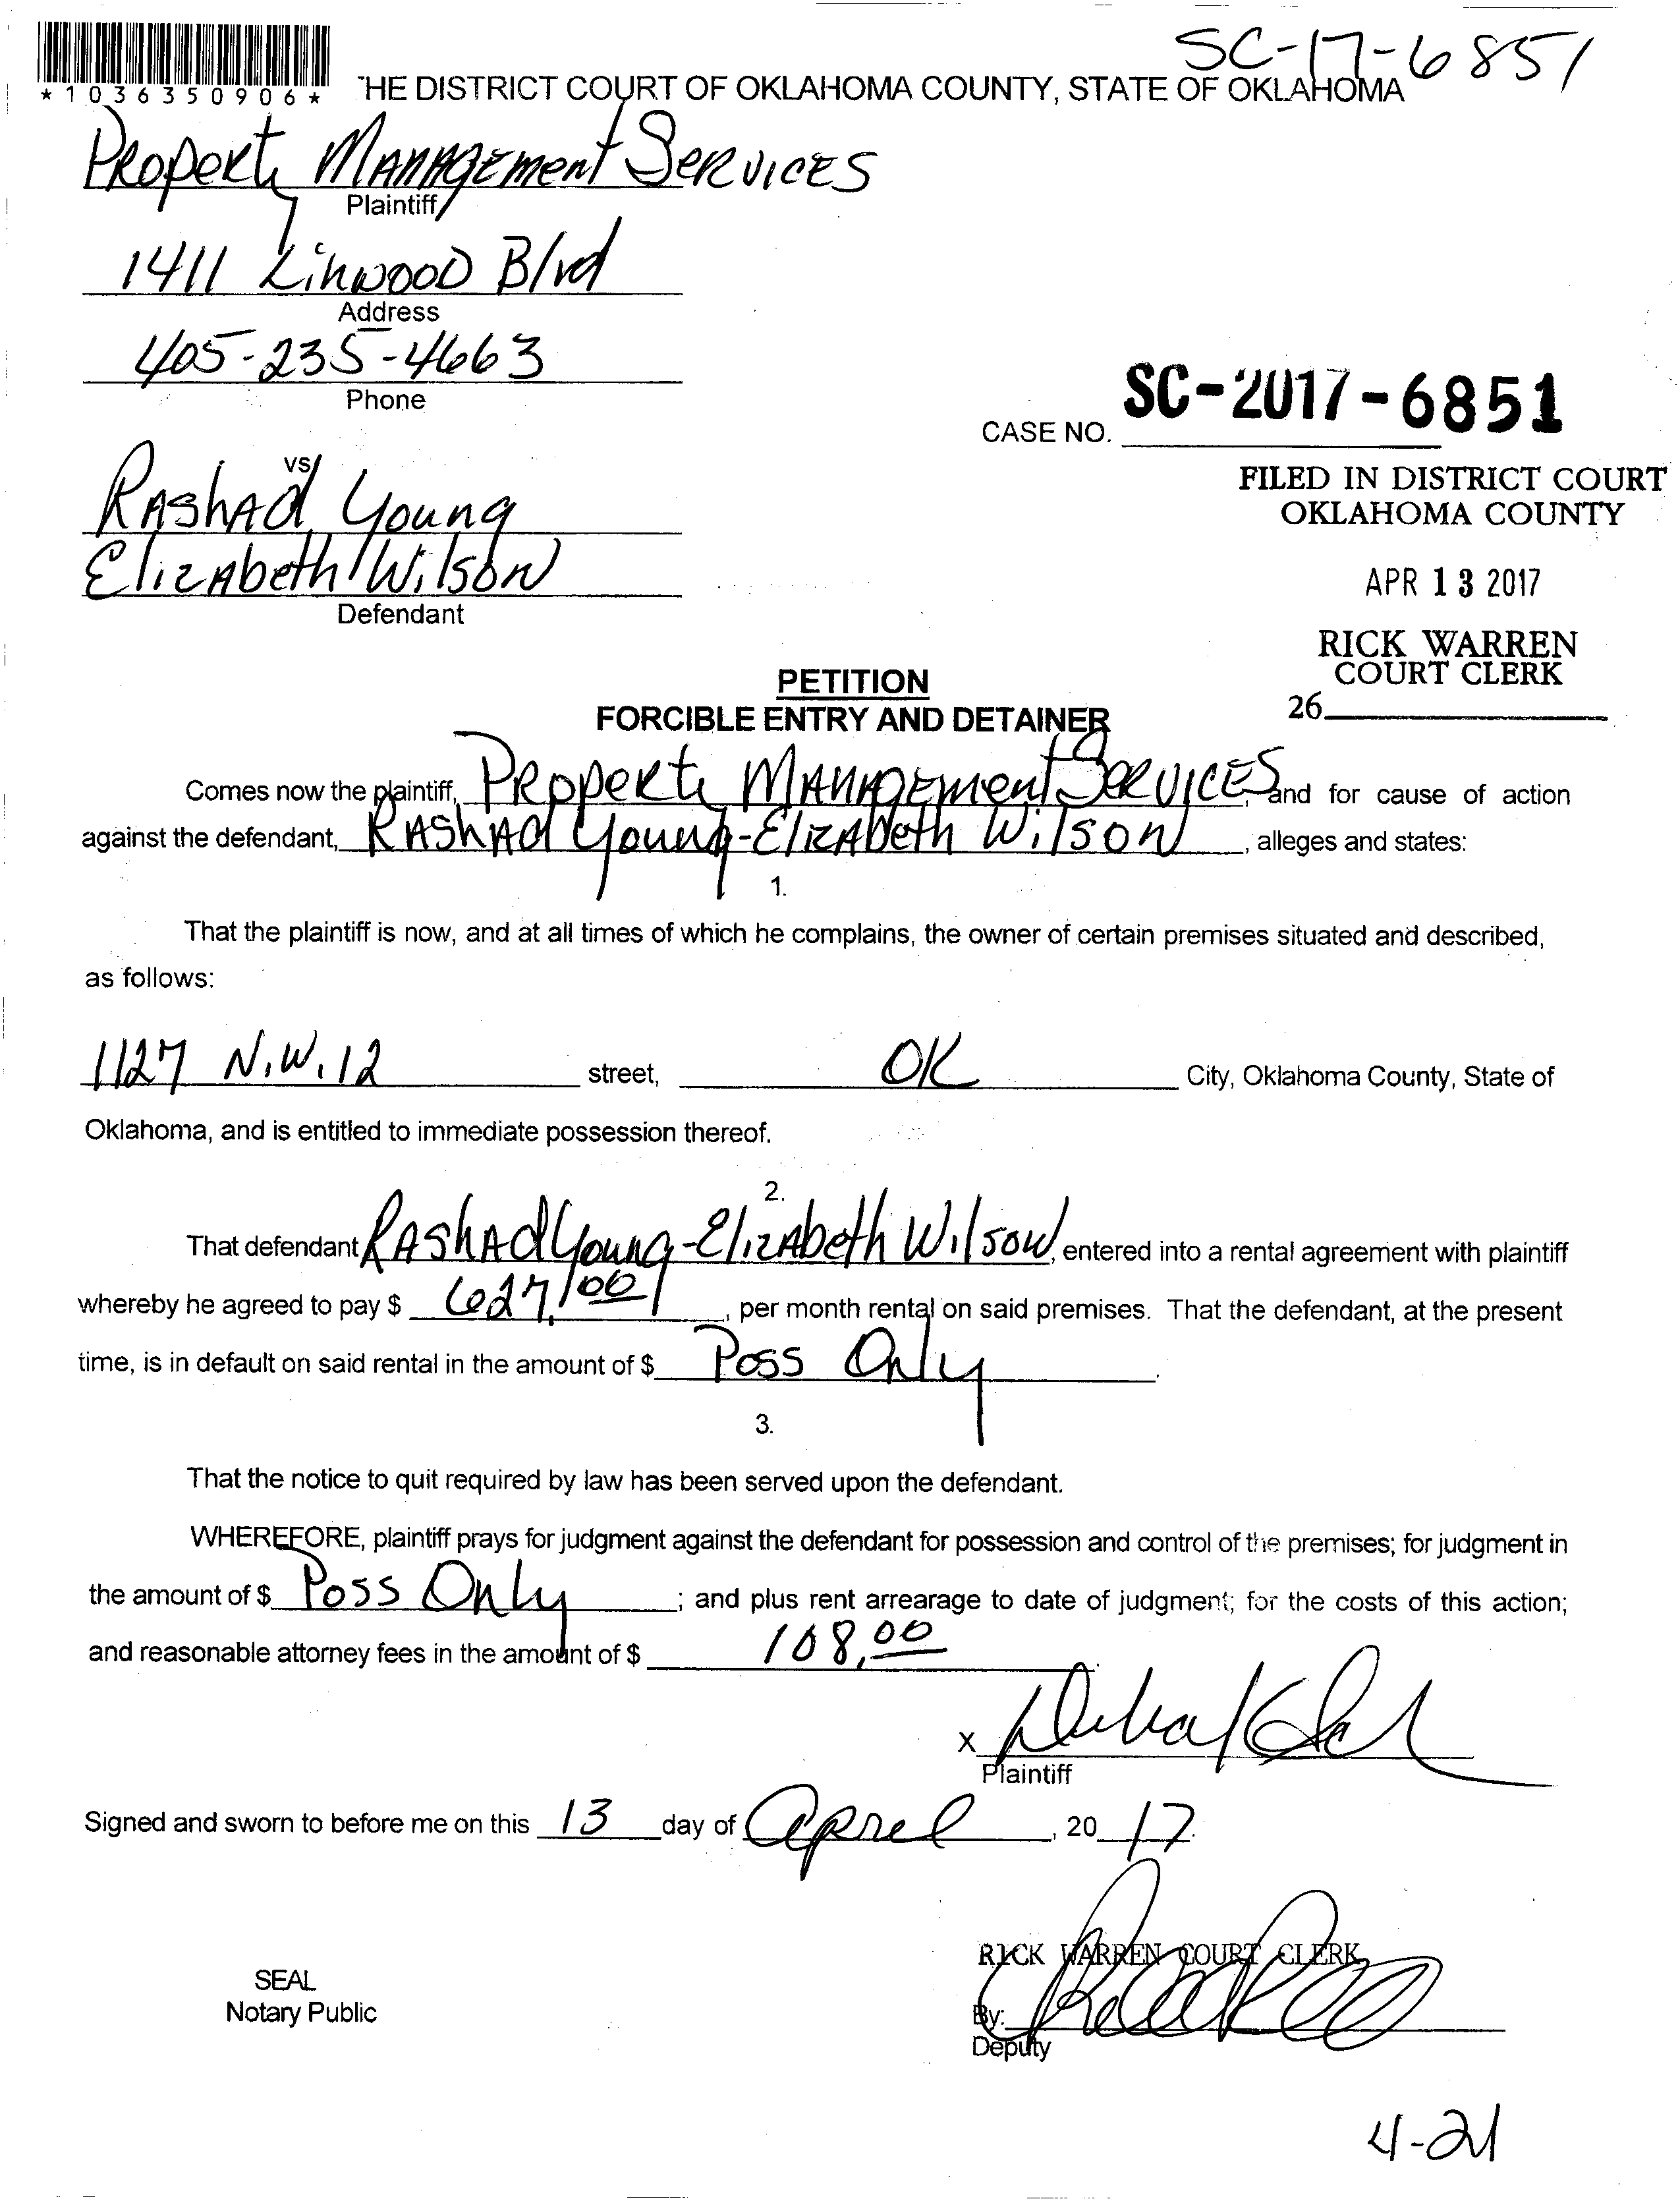 SC-17-6851
*1036350906*
HE DISTRICT COURT OF OKLAHOMA COUNTY, STATE OF OKLAHOMA
Property Management Services
Plaintiff
1411 Linwood Blvd
Address
405-235-4663
Phone
CASE NO. SC-2017-6851
vs
Rashad Young
Elizabeth Wilson
Defendant
FILED IN DISTRICT COURT
OKLAHOMA COUNTY
APR 13 2017
RICK WARREN
COURT CLERK
26
PETITION
FORCIBLE ENTRY AND DETAINER
Comes now the plaintiff, Property Management Services, and for cause of action
against the defendant, Rashad Young-Elizabeth Wilson, alleges and states:
1.
That the plaintiff is now, and at all times of which he complains, the owner of certain premises situated and described,
as follows:
1127 N.W. 12 street, OK City, Oklahoma County, State of
Oklahoma, and is entitled to immediate possession thereof.
2.
That defendant Rashad Young-Elizabeth Wilson, entered into a rental agreement with plaintiff
whereby he agreed to pay $ 627.00, per month rental on said premises. That the defendant, at the present
time, is in default on said rental in the amount of $ Poss Only.
3.
That the notice to quit required by law has been served upon the defendant.
WHEREFORE, plaintiff prays for judgment against the defendant for possession and control of the premises; for judgment in
the amount of $ Poss Only; and plus rent arrearage to date of judgment; for the costs of this action;
and reasonable attorney fees in the amount of $ 108.00
X
Plaintiff
Signed and sworn to before me on this 13 day of April, 2017.
RICK WARREN COURT CLERK
SEAL
Notary Public
By:
Deputy
4-21